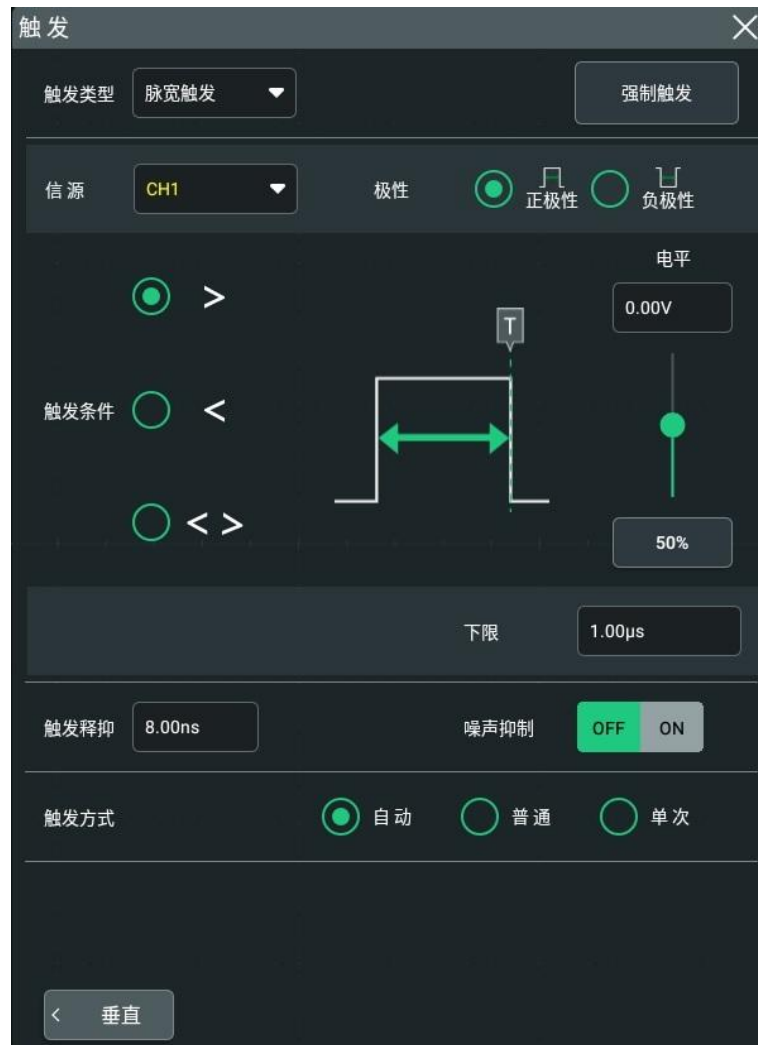 触发
触发类型 脉宽触发 强制触发
信源 CH1 极性 正极性 负极性
电平
>
0.00V
T
触发条件 <
< >
50%
下限 1.00μs
触发释抑 8.00ns 噪声抑制 OFF ON
触发方式 自动 普通 单次
< 垂直